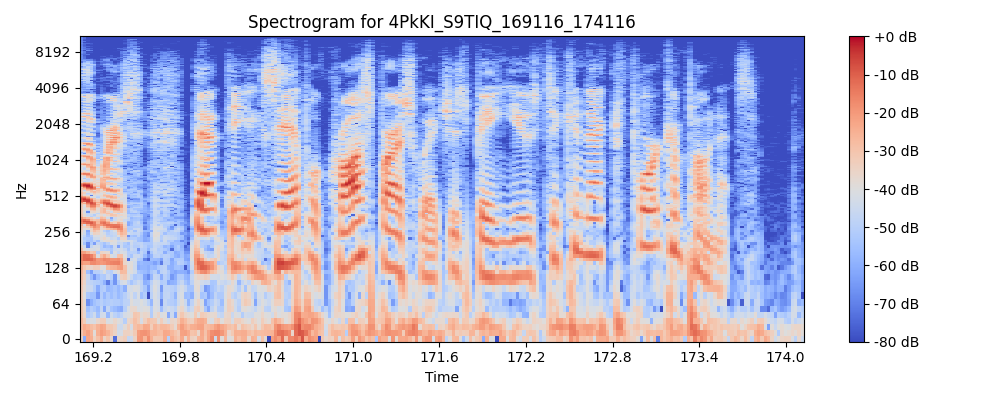 Spectrogram for 4PkKI_S9TIQ_169116_174116
8192
4096
2048
1024
512
256
128
64
0
Hz
169.2 169.8 170.4 171.0 171.6 172.2 172.8 173.4 174.0
Time
+0 dB
-10 dB
-20 dB
-30 dB
-40 dB
-50 dB
-60 dB
-70 dB
-80 dB